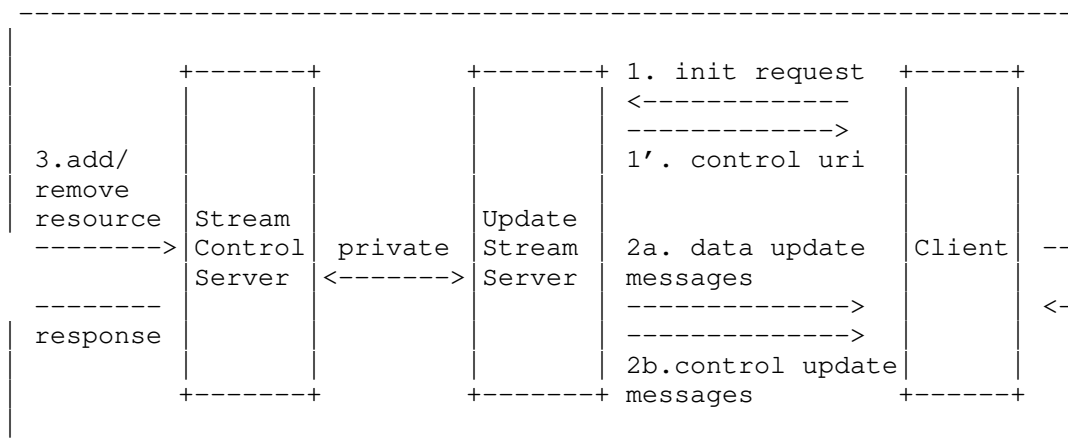 1. init request
3.add/ 1'. control uri
remove
resource Stream Update
Control private Stream 2a. data update Client
Server Server messages
response
2b.control update
messages